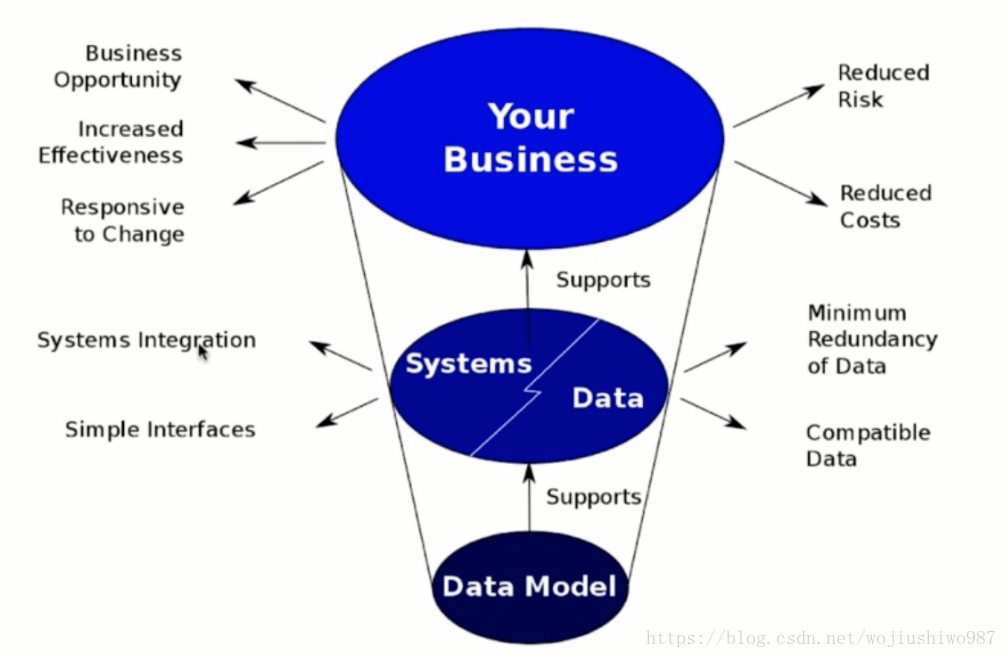 Business
Opportunity
Increased
Effectiveness
Responsive
to Change
Your
Business
Reduced
Risk
Reduced
Costs
Supports
Systems Integration
Simple Interfaces
Systems
Data
Minimum
Redundancy
of Data
Compatible
Data
Supports
Data Model
https://blog.csdn.net/wojiushiwo987